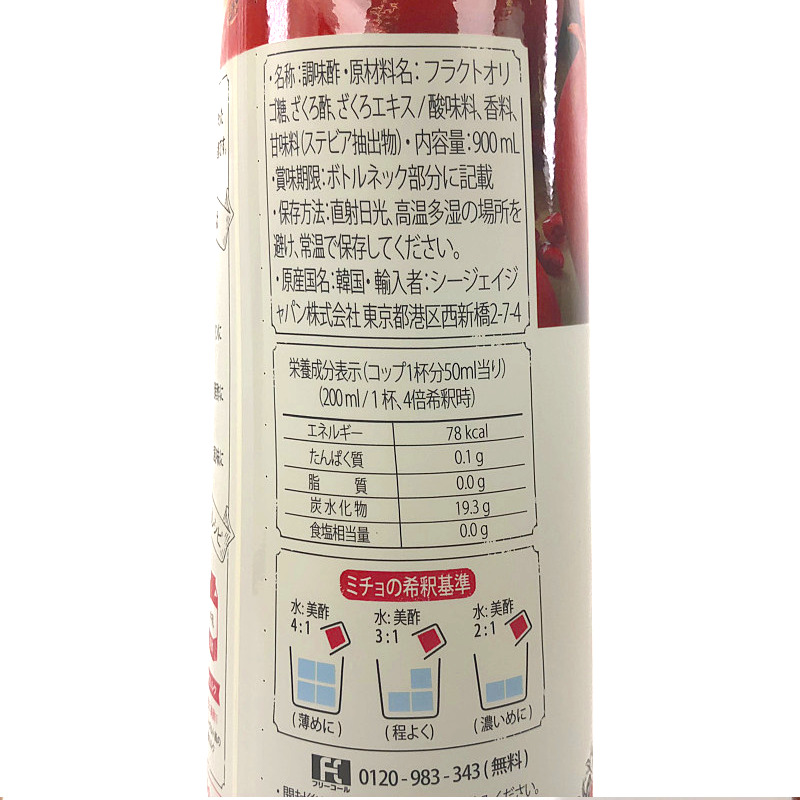 ・名称：調味酢・原材料名： フラクトオリ
ゴ糖、ざくろ酢、ざくろエキス / 酸味料、香料、
甘味料（ステビア抽出物）・内容量：900 mL
・賞味期限：ボトルネック部分に記載
・保存方法：直射日光、高温多湿の場所を
避け、常温で保存してください。
・原産国名：韓国・輸入者：シージェイジ
ャパン株式会社 東京都港区西新橋2-7-4
栄養成分表示（コップ1杯分50ml当り）
（200 ml / 1 杯、4倍希釈時）
エネルギー 78 kcal
たんぱく質 0.1 g
脂　質 0.0 g
炭水化物 19.3 g
食塩相当量 0.0 g
ミチョの希釈基準
水：美酢 4：1
水：美酢 3：1
水：美酢 2：1
（薄めに） （程よく） （濃いめに）
フリーコール 0120 - 983 - 343 ( 無料 )